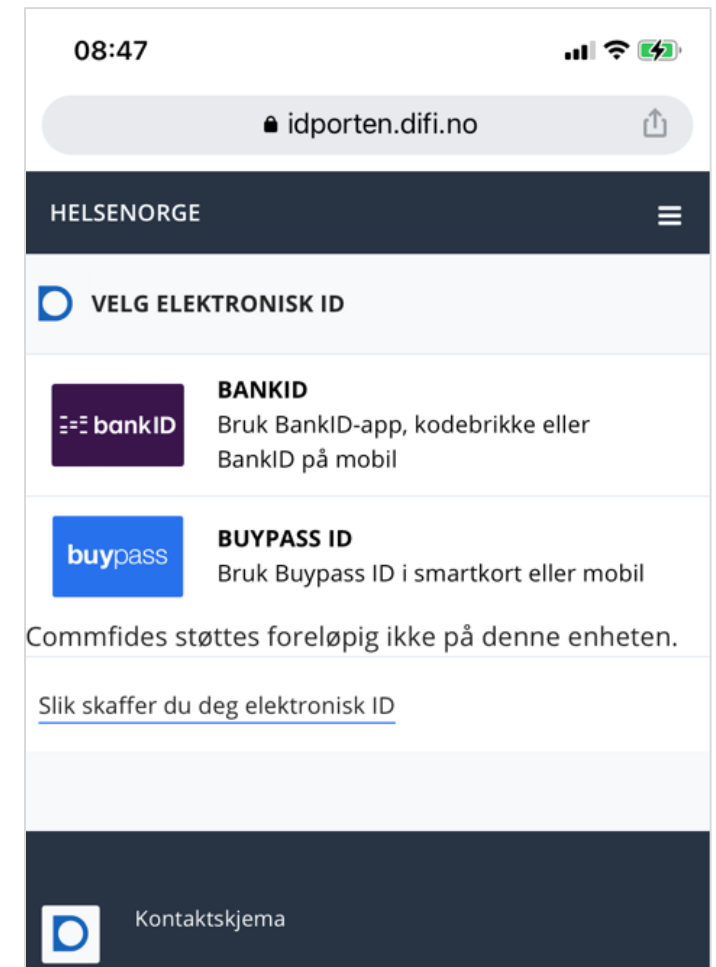 08:47
idporten.difi.no
HELSENORGE
VELG ELEKTRONISK ID
bankID
BANKID
Bruk BankID-app, kodebrikke eller
BankID på mobil
buypass
BUYPASS ID
Bruk Buypass ID i smartkort eller mobil
Commfides støttes foreløpig ikke på denne enheten.
Slik skaffer du deg elektronisk ID
Kontaktskjema